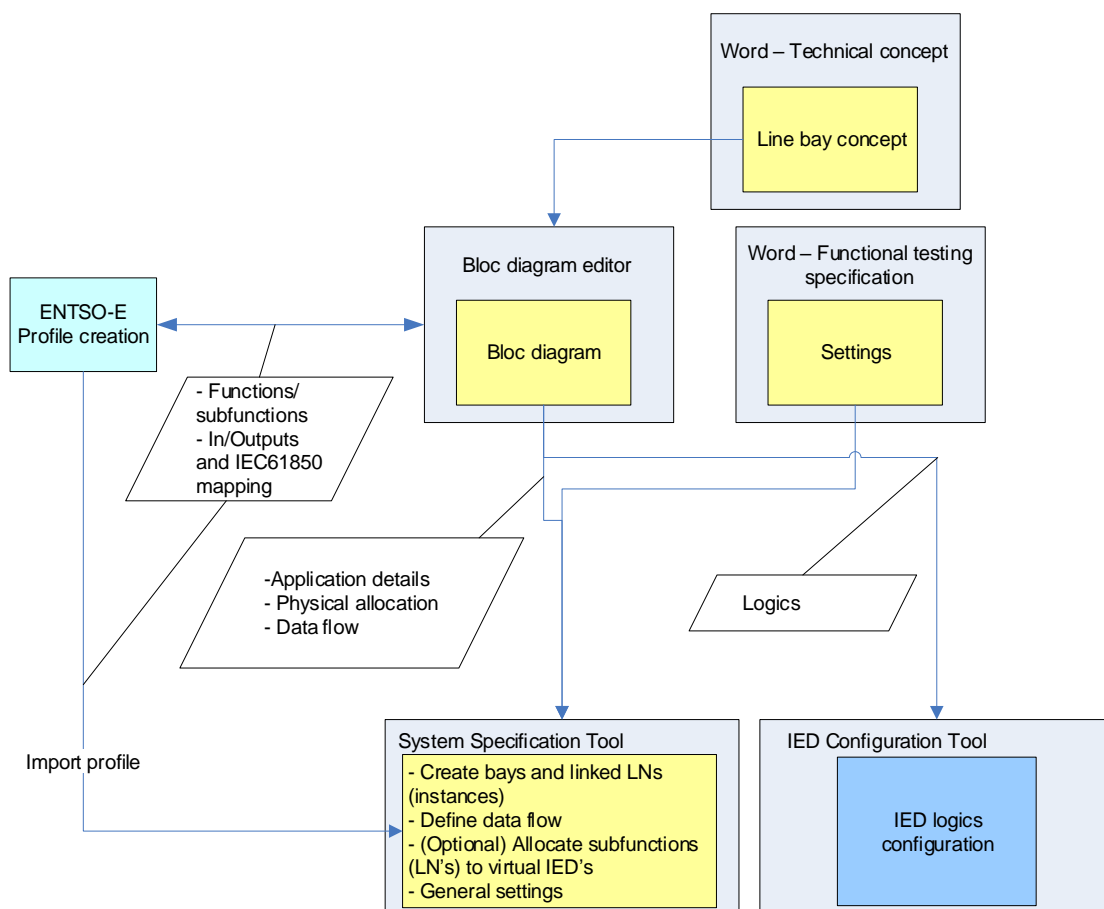 Word – Technical concept
Line bay concept
Bloc diagram editor
Bloc diagram
Word – Functional testing
specification
Settings
ENTSO-E
Profile creation
- Functions/
subfunctions
- In/Outputs
and IEC61850
mapping
-Application details
- Physical allocation
- Data flow
Logics
Import profile
System Specification Tool
- Create bays and linked LNs
(instances)
- Define data flow
- (Optional) Allocate subfunctions
(LN’s) to virtual IED’s
- General settings
IED Configuration Tool
IED logics
configuration